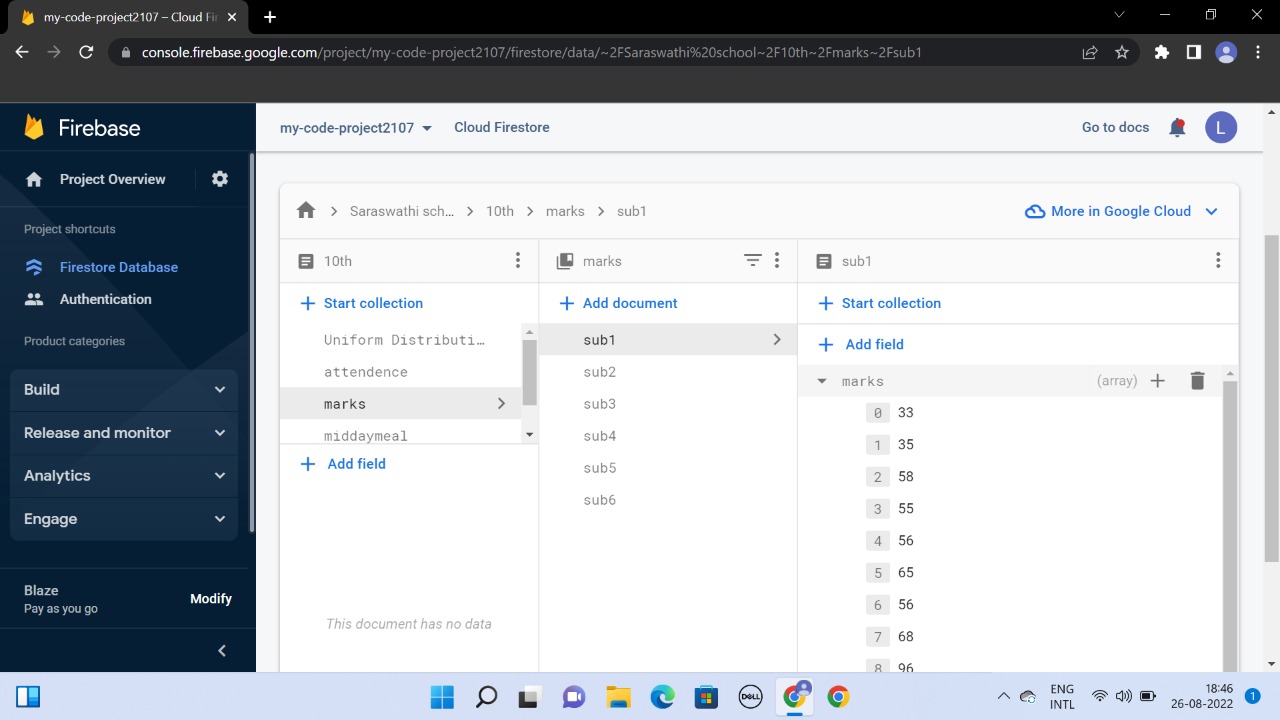 my-code-project2107 – Cloud Fir
console.firebase.google.com/project/my-code-project2107/firestore/data/~2FSaraswathi%20school~2F10th~2Fmarks~2Fsub1
Firebase
my-code-project2107
Cloud Firestore
Go to docs
L
Project Overview
Project shortcuts
Firestore Database
Authentication
Product categories
Build
Release and monitor
Analytics
Engage
Blaze
Pay as you go
Modify
Saraswathi sch... > 10th > marks > sub1
More in Google Cloud
10th
Start collection
Uniform Distributi…
attendence
marks
middaymeal
Add field
This document has no data
marks
Add document
sub1
sub2
sub3
sub4
sub5
sub6
sub1
Start collection
Add field
marks (array)
0 33
1 35
2 58
3 55
4 56
5 65
6 56
7 68
8 96
DELL
ENG
INTL
18:46
26-08-2022
1